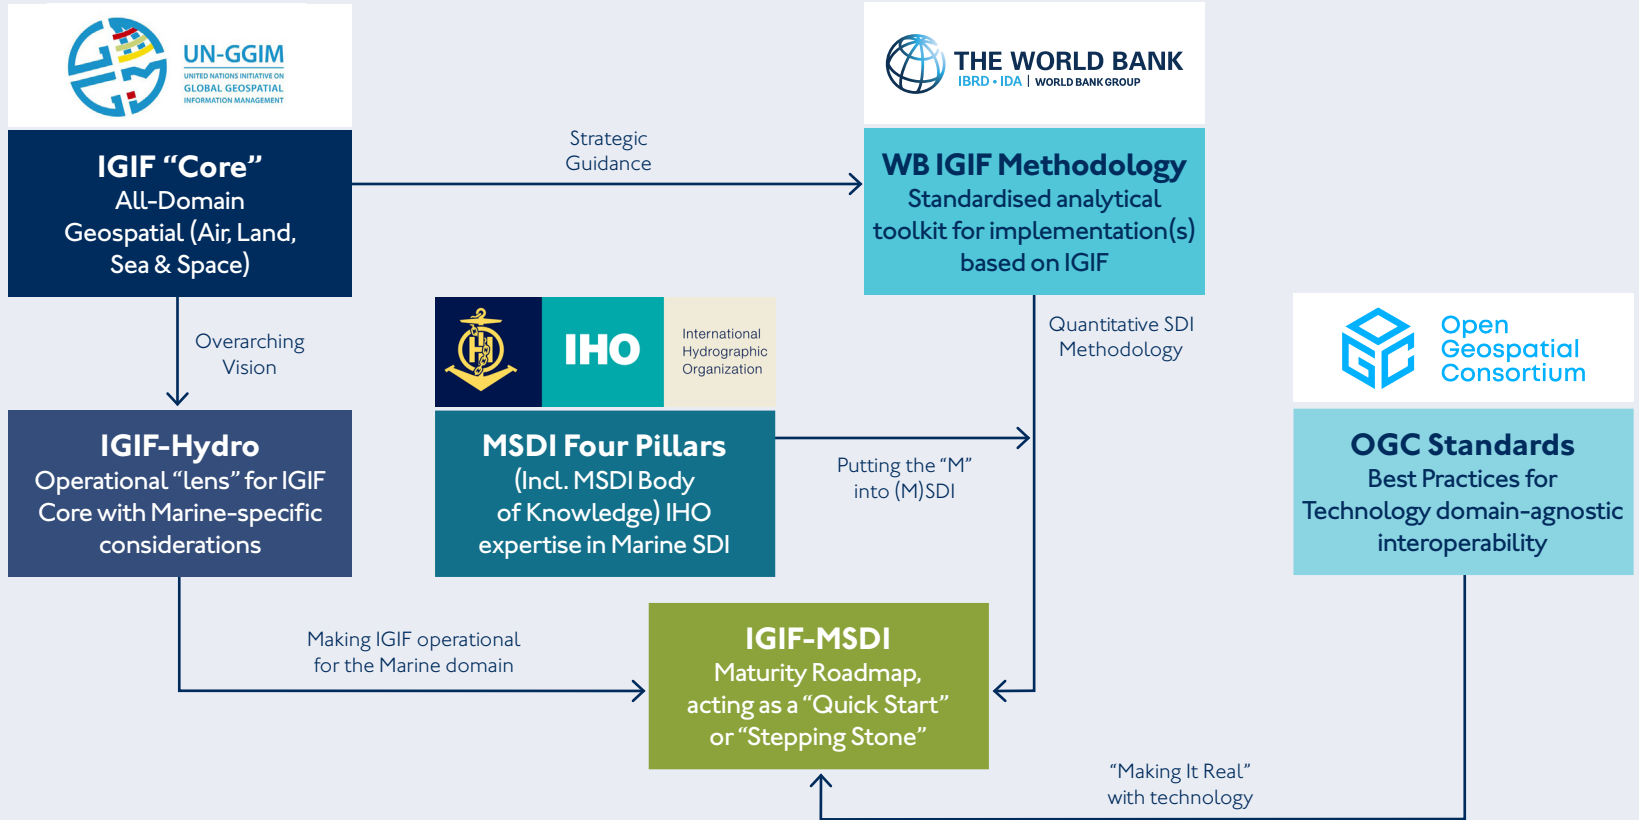 UN-GGIM
UNITED NATIONS INITIATIVE ON
GLOBAL GEOSPATIAL
INFORMATION MANAGEMENT
IGIF “Core”
All-Domain
Geospatial (Air, Land,
Sea & Space)
Strategic
Guidance
THE WORLD BANK
IBRD • IDA | WORLD BANK GROUP
WB IGIF Methodology
Standardised analytical
toolkit for implementation(s)
based on IGIF
Overarching
Vision
IHO
International
Hydrographic
Organization
Quantitative SDI
Methodology
Open
Geospatial
Consortium
IGIF-Hydro
Operational “lens” for IGIF
Core with Marine-specific
considerations
MSDI Four Pillars
(Incl. MSDI Body
of Knowledge) IHO
expertise in Marine SDI
Putting the “M”
into (M)SDI
OGC Standards
Best Practices for
Technology domain-agnostic
interoperability
Making IGIF operational
for the Marine domain
IGIF-MSDI
Maturity Roadmap,
acting as a “Quick Start”
or “Stepping Stone”
“Making It Real”
with technology